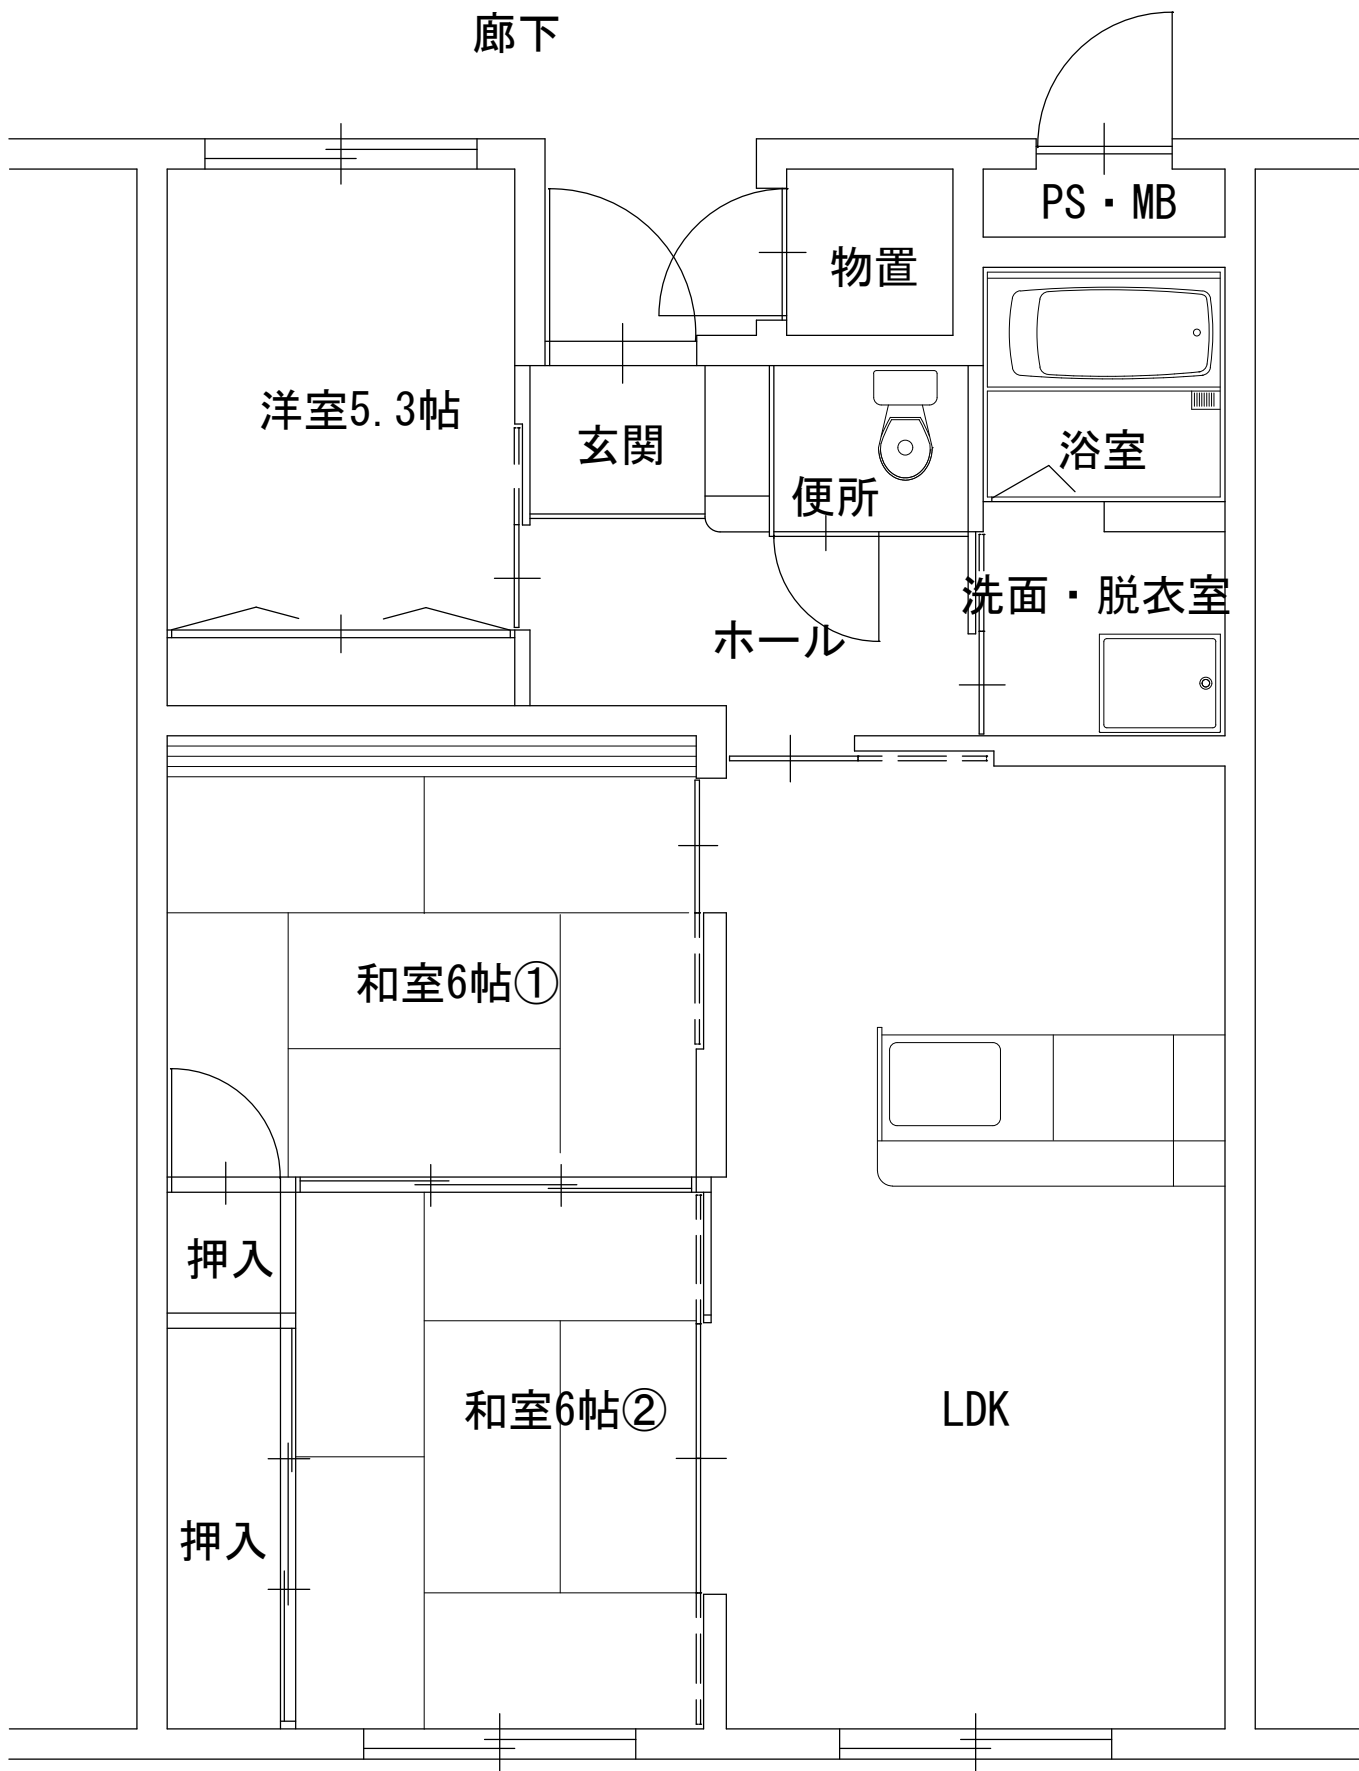 廊下
PS・MB
物置
洋室5.3帖
玄関
浴室
便所
洗面・脱衣室
ホール
和室6帖①
押入
和室6帖②
LDK
押入